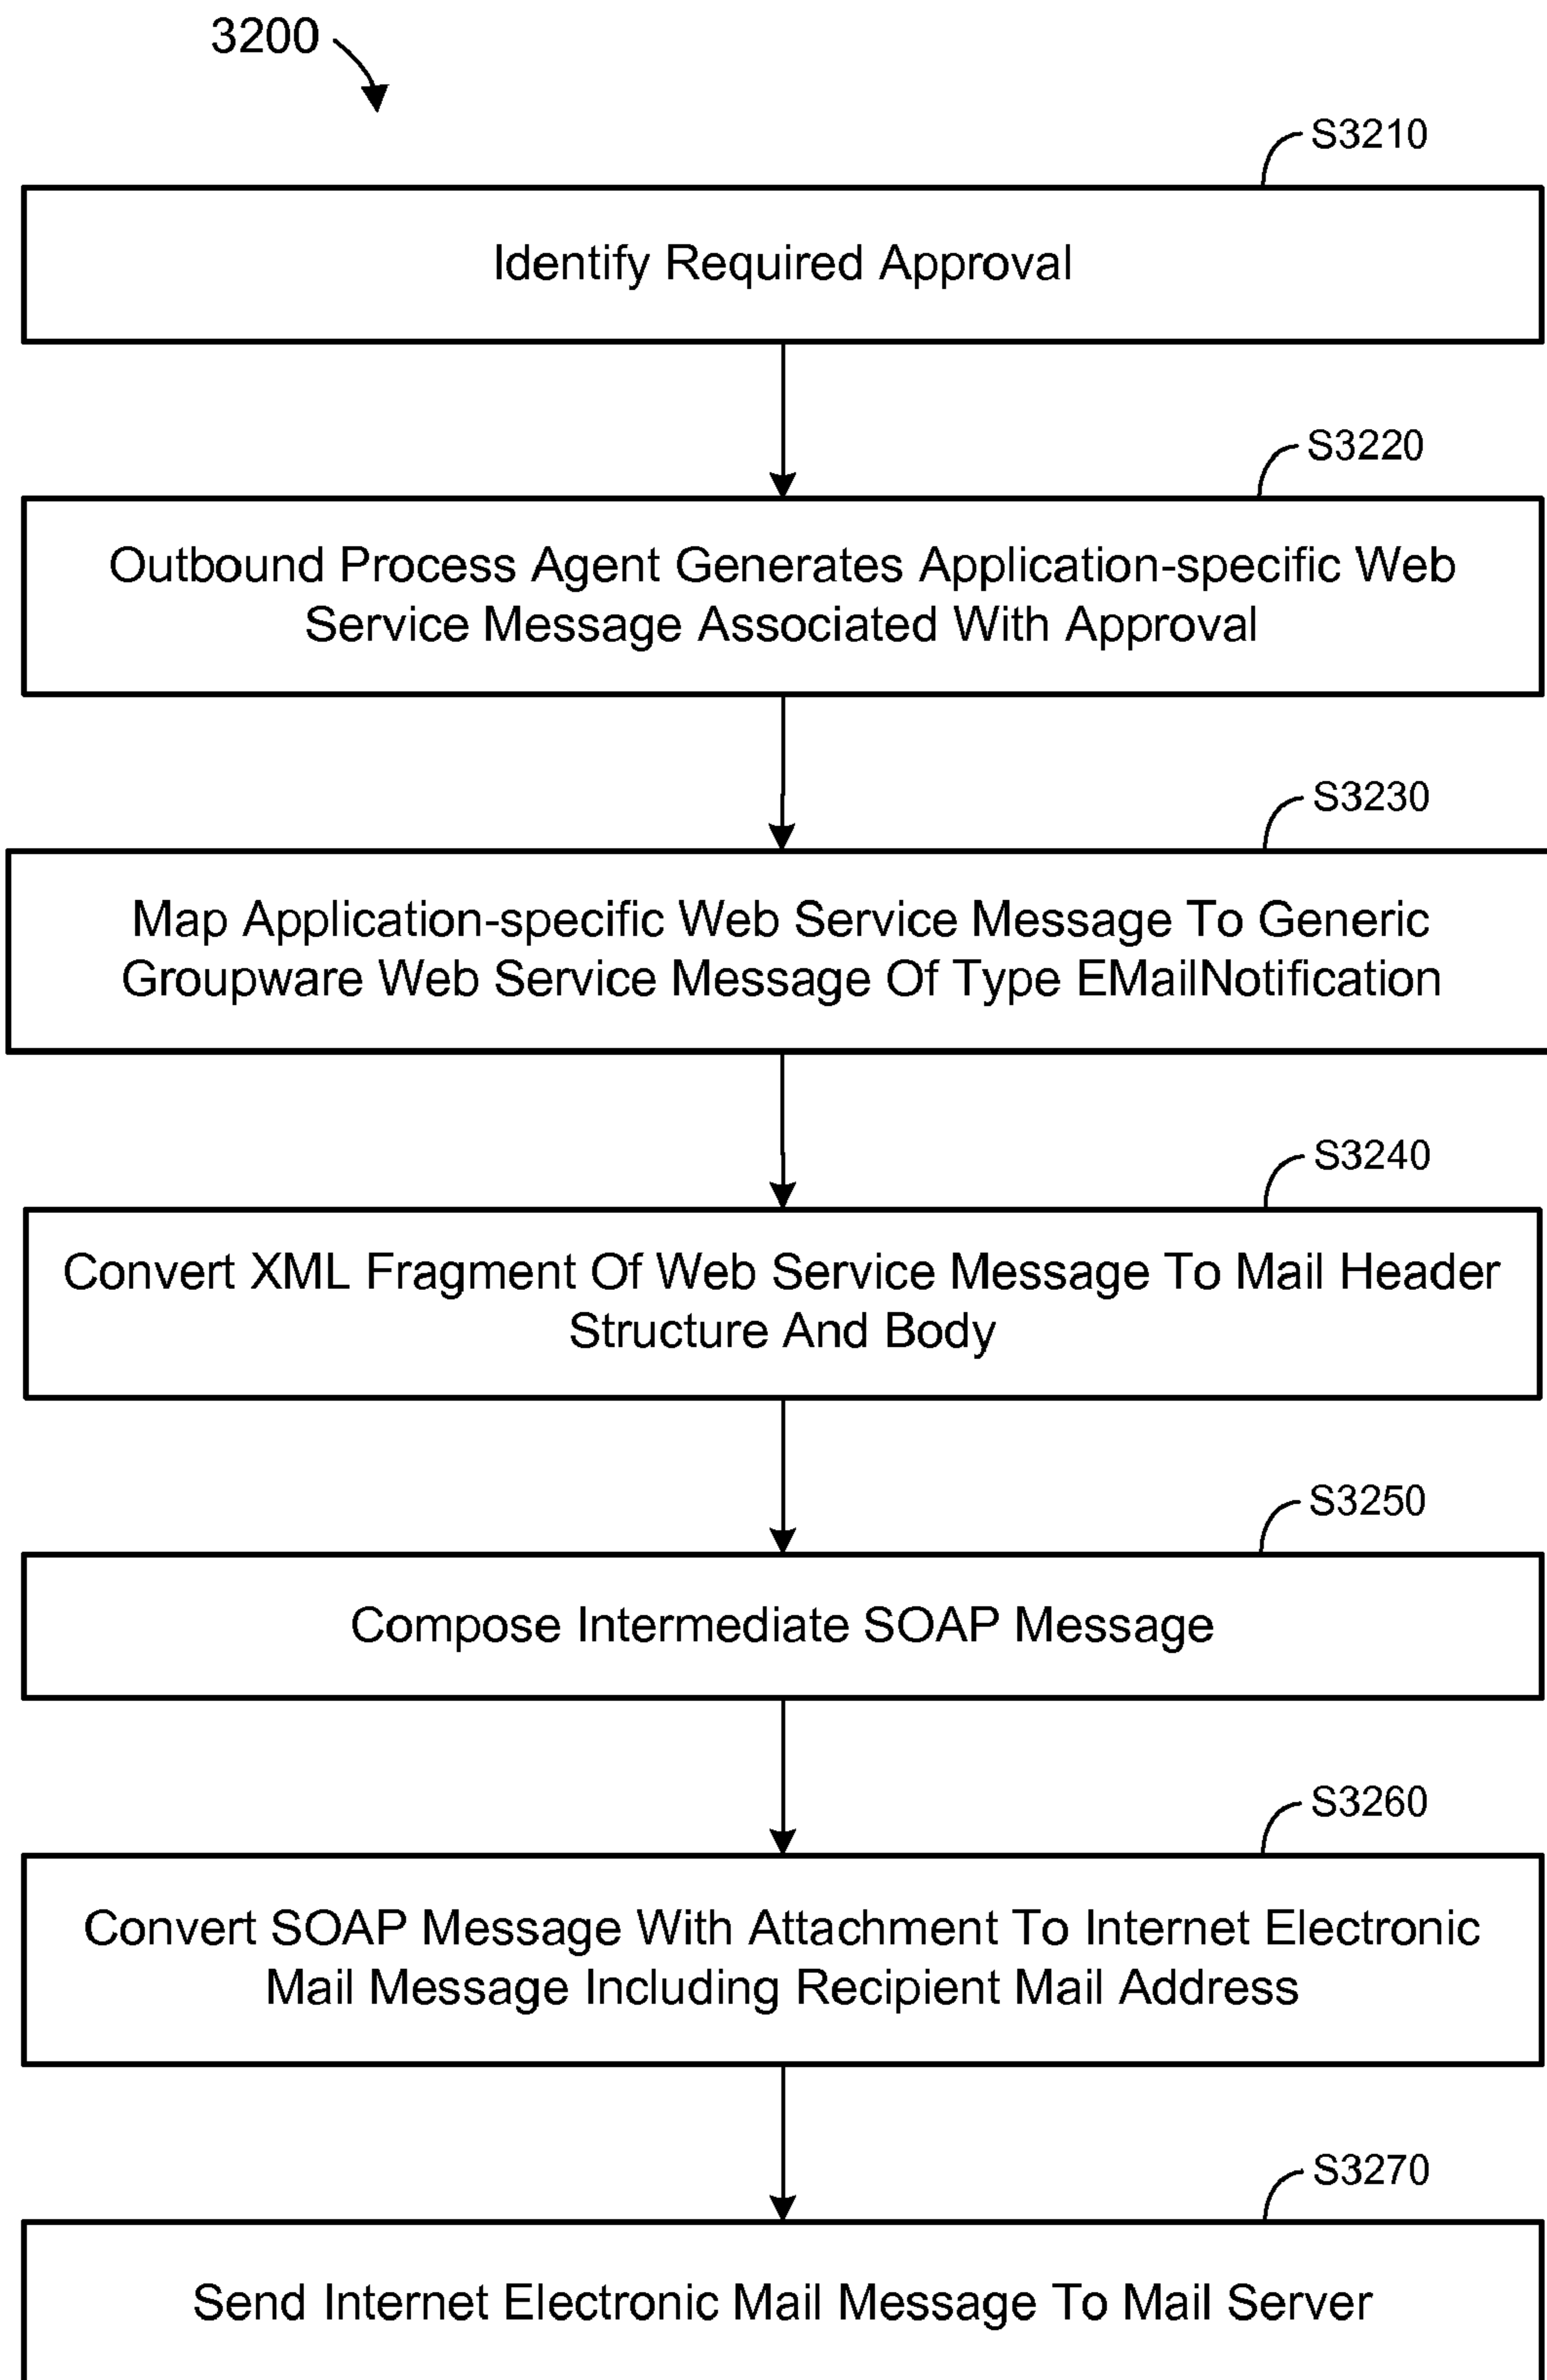 3200
S3210
Identify Required Approval
S3220
Outbound Process Agent Generates Application-specific Web
Service Message Associated With Approval
S3230
Map Application-specific Web Service Message To Generic
Groupware Web Service Message Of Type EMailNotification
S3240
Convert XML Fragment Of Web Service Message To Mail Header
Structure And Body
S3250
Compose Intermediate SOAP Message
S3260
Convert SOAP Message With Attachment To Internet Electronic
Mail Message Including Recipient Mail Address
S3270
Send Internet Electronic Mail Message To Mail Server